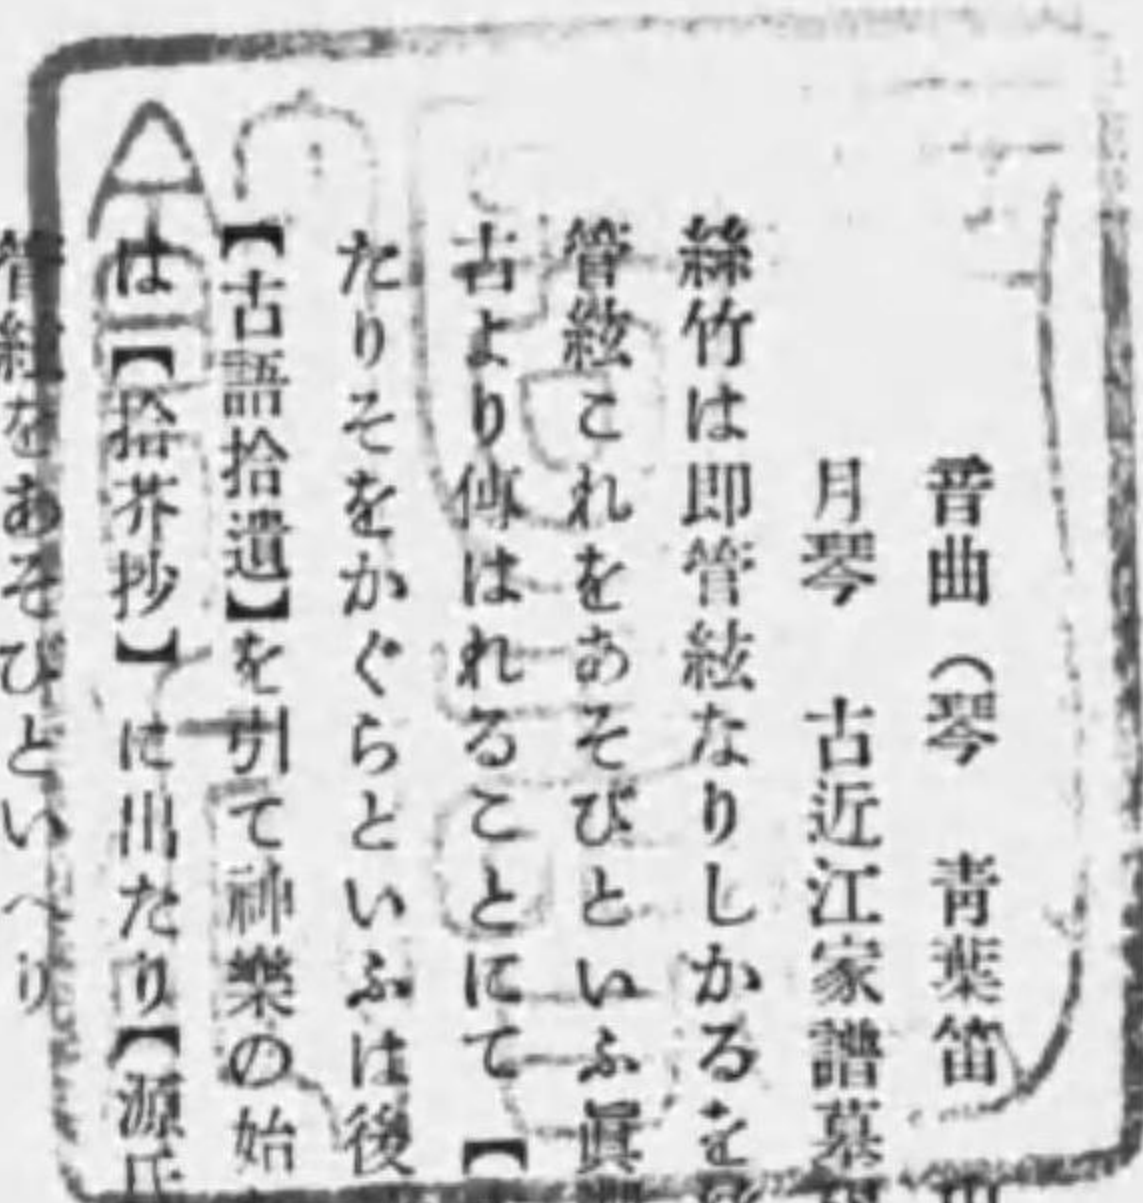 音曲（琴　青葉笛
月琴　古近江家譜墓
絲竹は即管絃なりしかるを
管絃これをあそびといふ眞
古より傳はれることにて【
たりそをかぐらといふは後
【古語拾遺】を引て神樂の始
は【拾芥抄】に出たり【源氏
管絃をあそびといへり